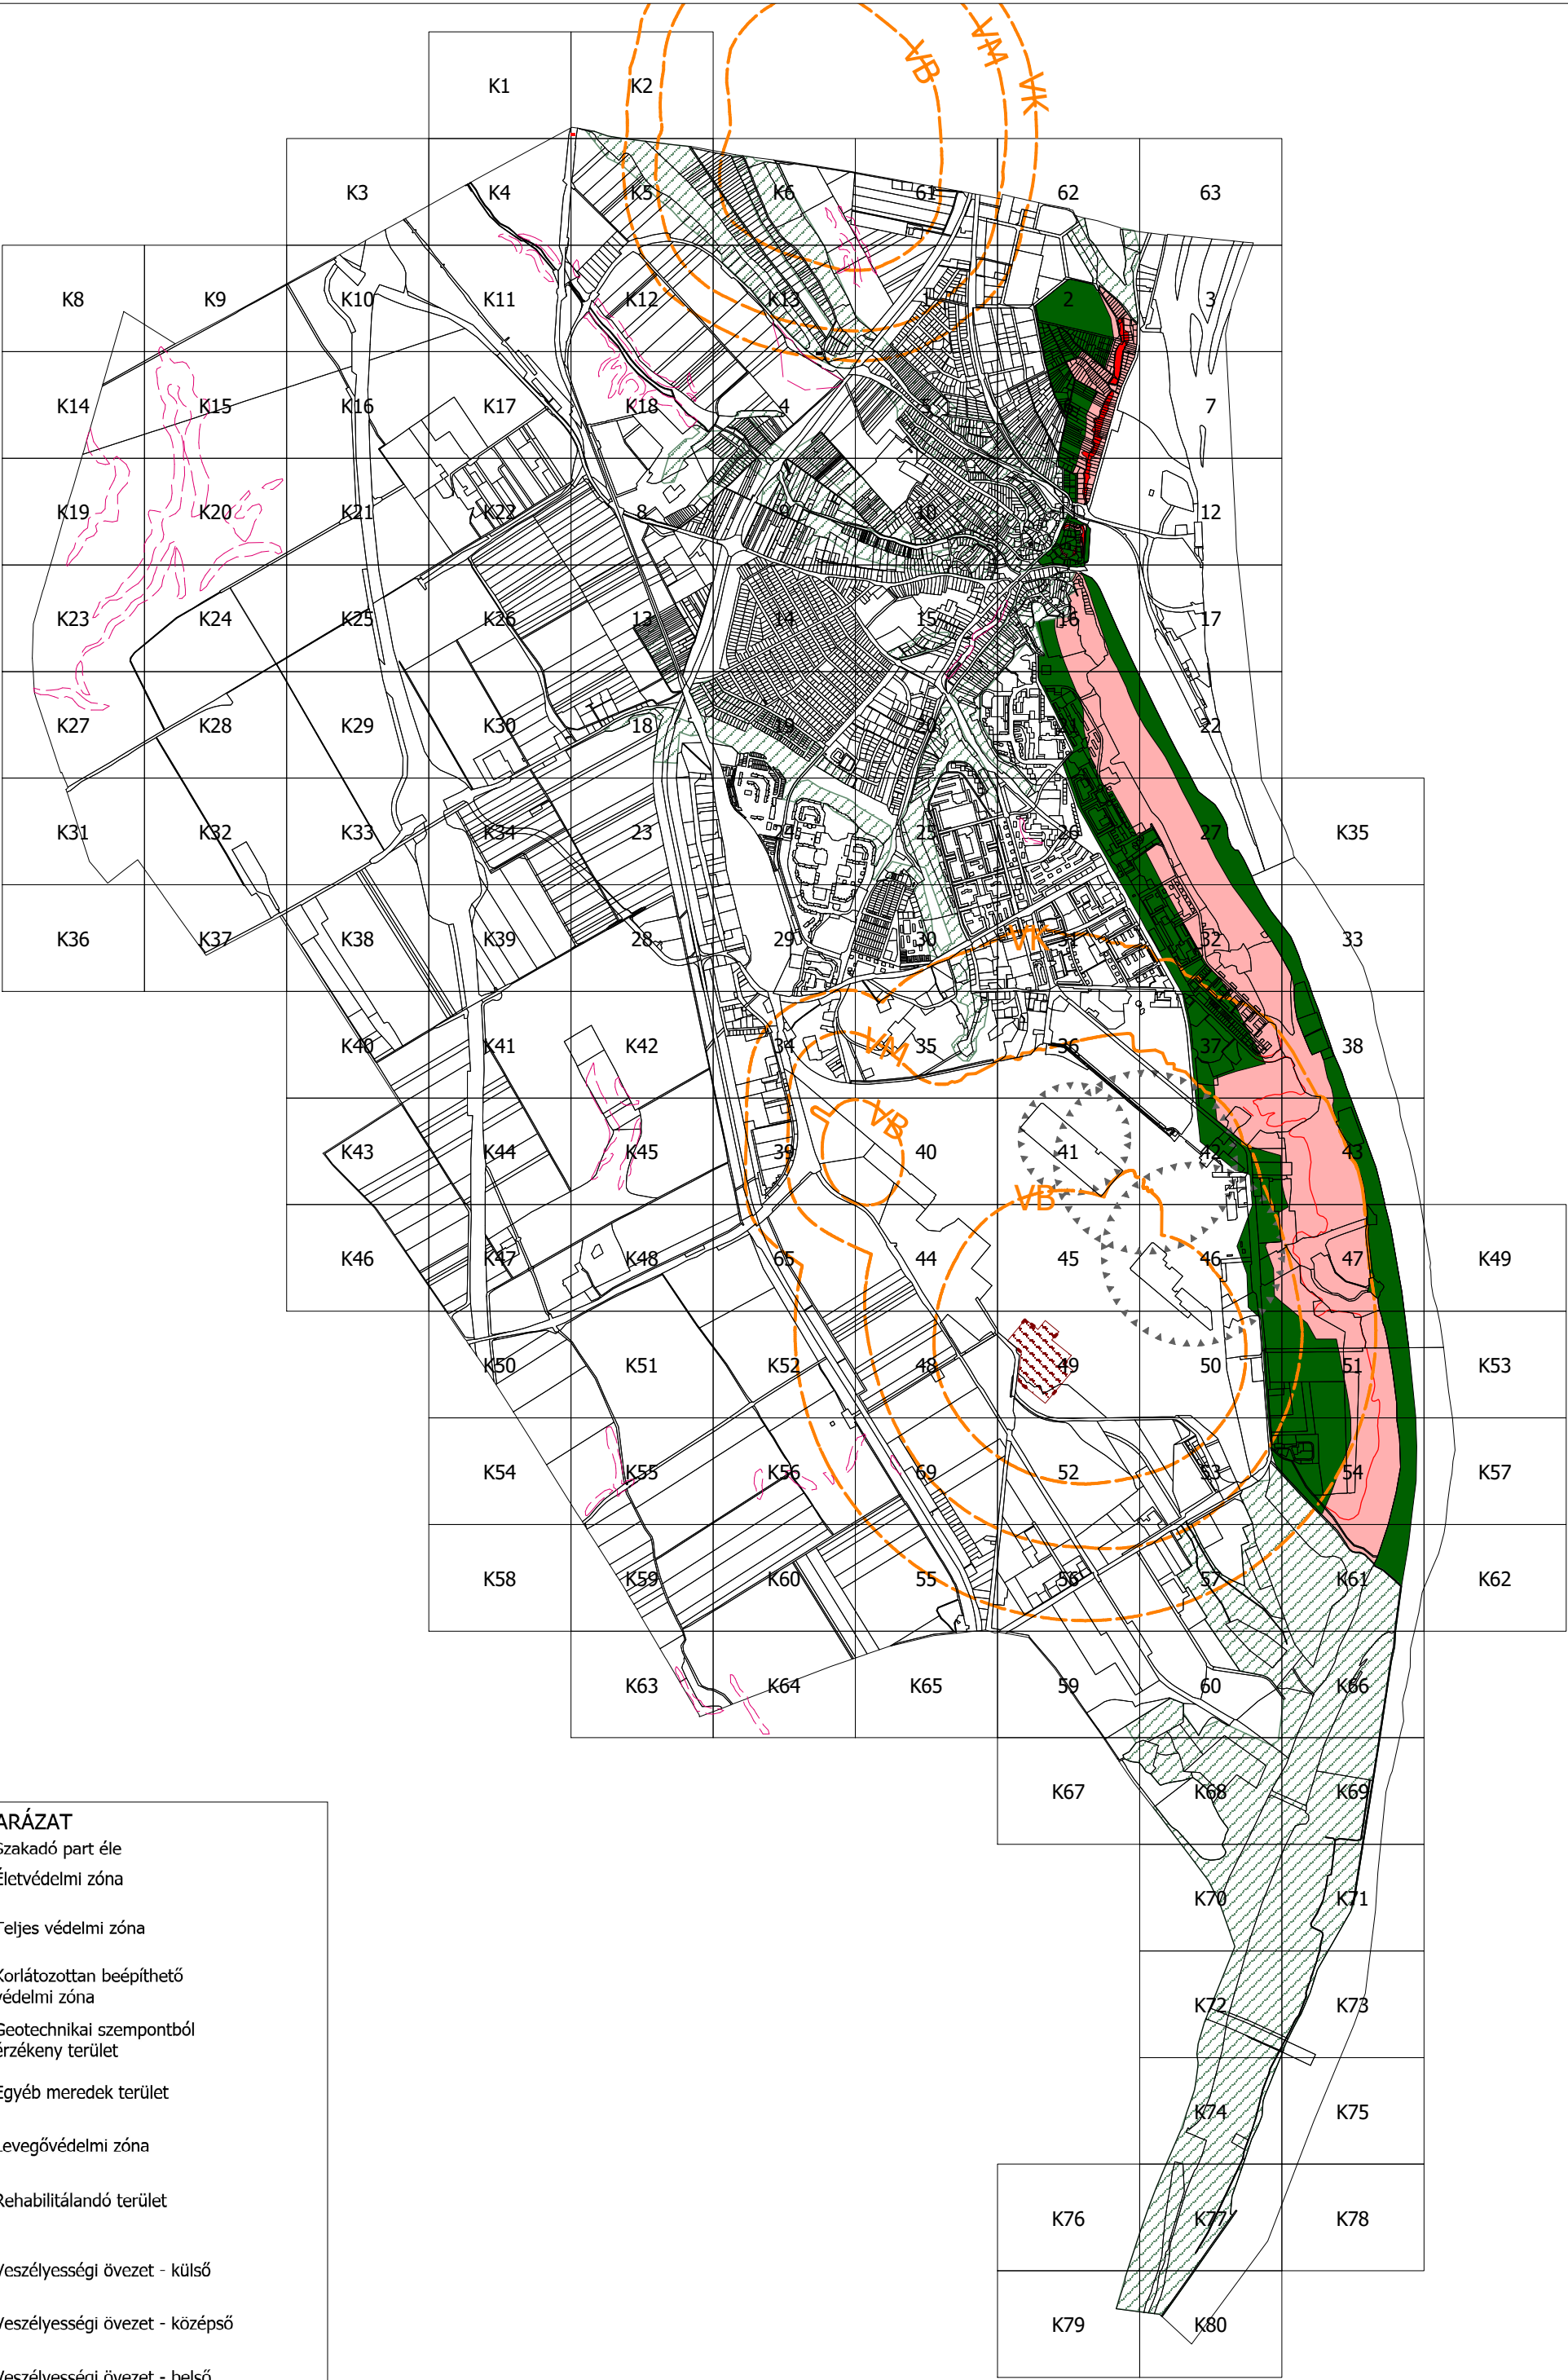 VB
VM
VK
K1
K2
K3
K4
K5
K6
61
62
63
K8
K9
K10
K11
K12
K13
2
3
K14
K15
K16
K17
K18
4
5
7
K19
K20
K21
K22
8
9
10
11
12
K23
K24
K25
K26
13
14
15
16
17
K27
K28
K29
K30
18
19
20
21
22
K31
K32
K33
K34
23
24
25
26
27
K35
K36
K37
K38
K39
28
29
30
VK
31
32
33
K40
K41
K42
34
VM
35
36
37
38
K43
K44
K45
39
VB
40
41
42
43
VB
K46
K47
K48
65
44
45
46
47
K49
K50
K51
K52
48
49
50
51
K53
K54
K55
K56
69
52
53
54
K57
K58
K59
K60
55
56
57
K61
K62
K63
K64
K65
59
60
K66
K67
K68
K69
K70
K71
K72
K73
K74
K75
K76
K77
K78
K79
K80
ARÁZAT
Szakadó part éle
Életvédelmi zóna
Teljes védelmi zóna
Korlátozottan beépíthető
védelmi zóna
Geotechnikai szempontból
érzékeny terület
Egyéb meredek terület
Levegővédelmi zóna
Rehabilitálandó terület
Veszélyességi övezet - külső
Veszélyességi övezet - középső
Veszélyességi övezet - belső